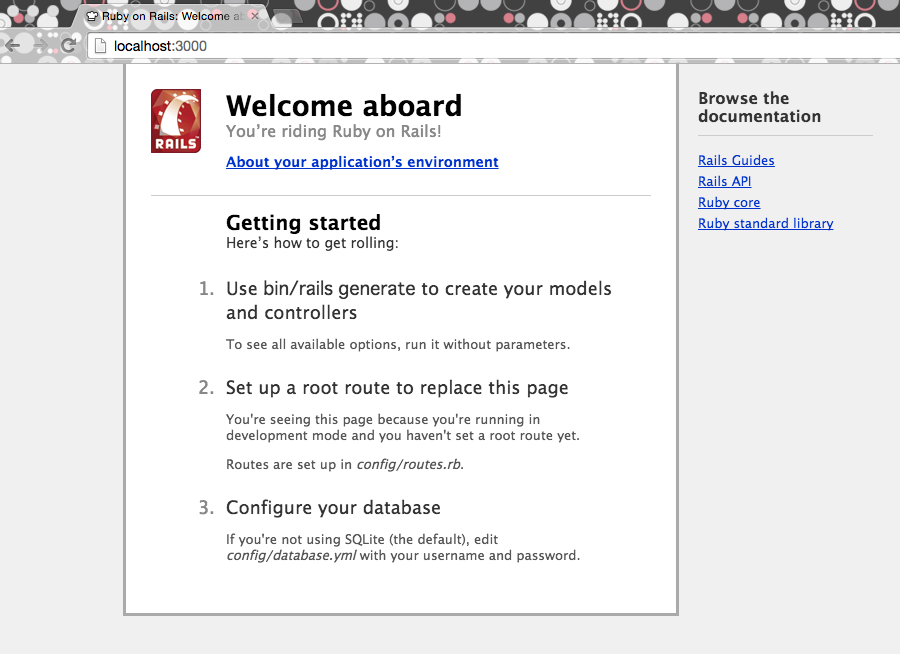 Ruby on Rails: Welcome a
localhost:3000
RAILS
Welcome aboard
You’re riding Ruby on Rails!
About your application’s environment
Getting started
Here’s how to get rolling:
1. Use bin/rails generate to create your models
and controllers
To see all available options, run it without parameters.
2. Set up a root route to replace this page
You're seeing this page because you're running in
development mode and you haven't set a root route yet.
Routes are set up in config/routes.rb.
3. Configure your database
If you're not using SQLite (the default), edit
config/database.yml with your username and password.
Browse the
documentation
Rails Guides
Rails API
Ruby core
Ruby standard library